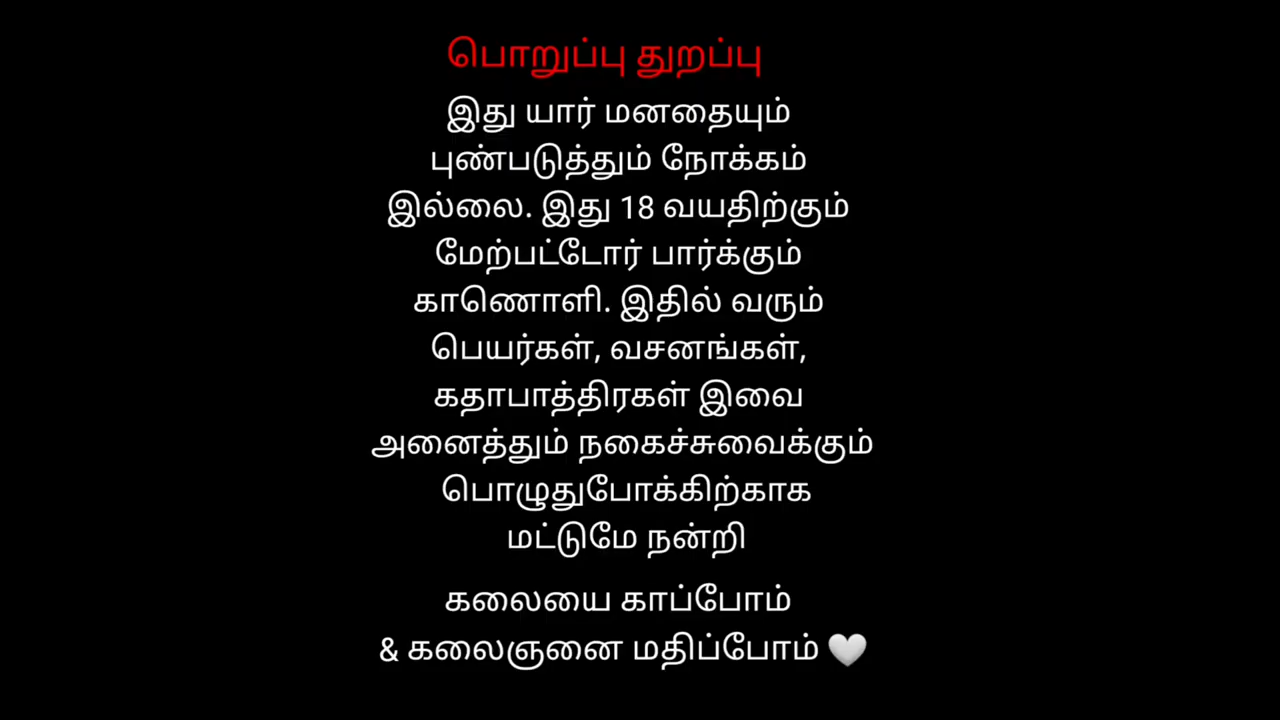 பொறுப்பு துறப்பு
இது யார் மனதையும்
புண்படுத்தும் நோக்கம்
இல்லை. இது 18 வயதிற்கும்
மேற்பட்டோர் பார்க்கும்
காணொளி. இதில் வரும்
பெயர்கள், வசனங்கள்,
கதாபாத்திரகள் இவை
அனைத்தும் நகைச்சுவைக்கும்
பொழுதுபோக்கிற்காக
மட்டுமே நன்றி
கலையை காப்போம்
& கலைஞனை மதிப்போம் 🤍